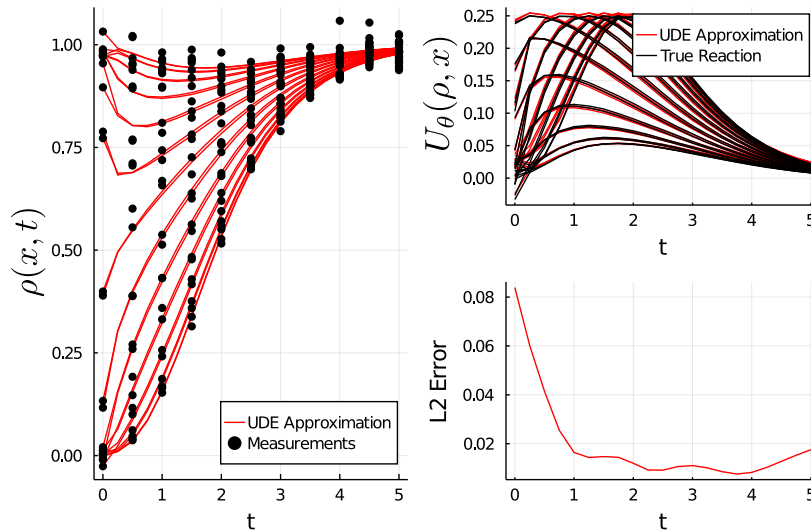 1.00
0.75
0.50
0.25
0.00
ρ(x, t)
0 1 2 3 4 5
t
UDE Approximation
Measurements
0.25
0.20
0.15
0.10
0.05
0.00
U_θ(ρ, x)
0 1 2 3 4 5
t
UDE Approximation
True Reaction
0.08
0.06
0.04
0.02
L2 Error
0 1 2 3 4 5
t